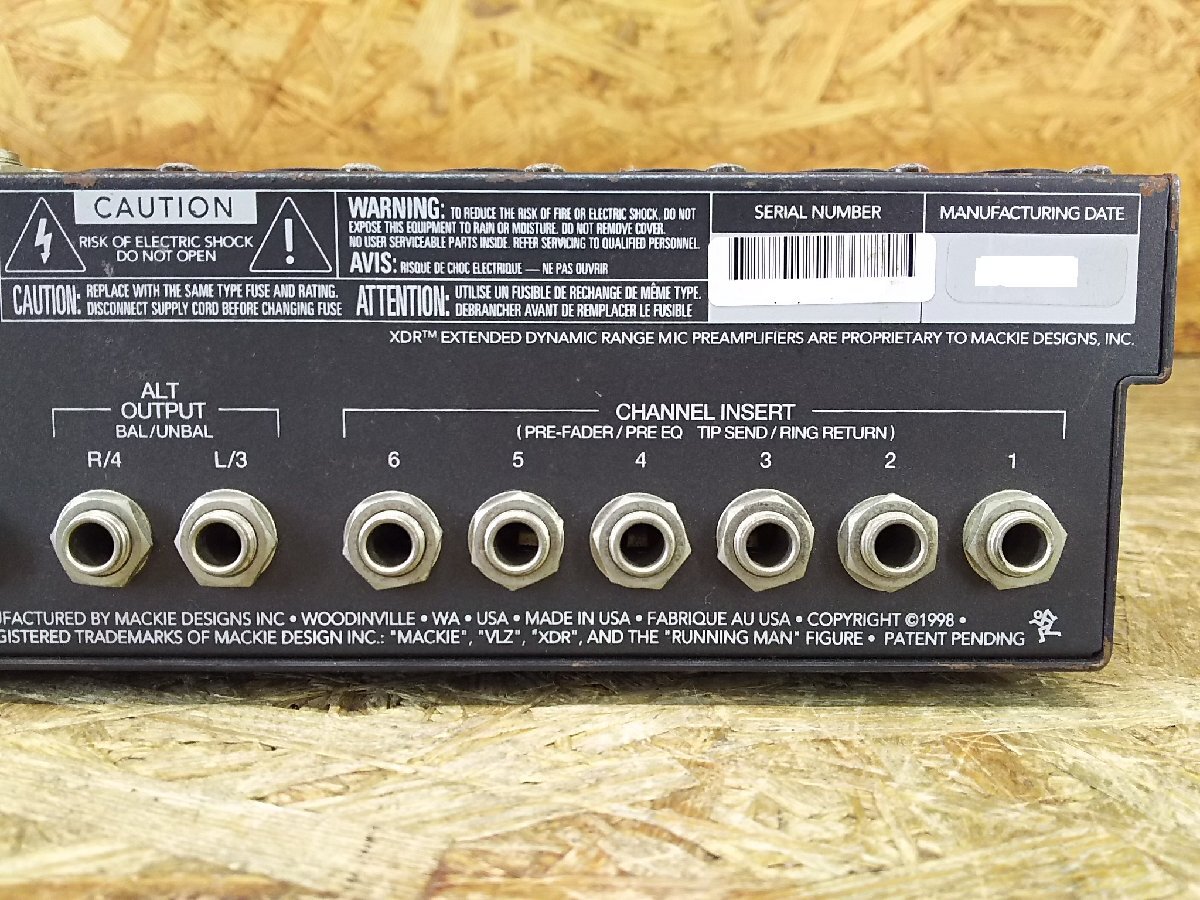 CAUTION
RISK OF ELECTRIC SHOCK
DO NOT OPEN
WARNING: TO REDUCE THE RISK OF FIRE OR ELECTRIC SHOCK, DO NOT
EXPOSE THIS EQUIPMENT TO RAIN OR MOISTURE. DO NOT REMOVE COVER.
NO USER SERVICEABLE PARTS INSIDE. REFER SERVICING TO QUALIFIED PERSONNEL.
AVIS: RISQUE DE CHOC ELECTRIQUE — NE PAS OUVRIR
CAUTION: REPLACE WITH THE SAME TYPE FUSE AND RATING.
DISCONNECT SUPPLY CORD BEFORE CHANGING FUSE
ATTENTION: UTILISE UN FUSIBLE DE RECHANGE DE MÊME TYPE.
DEBRANCHER AVANT DE REMPLACER LE FUSIBLE
SERIAL NUMBER
MANUFACTURING DATE
XDR™ EXTENDED DYNAMIC RANGE MIC PREAMPLIFIERS ARE PROPRIETARY TO MACKIE DESIGNS, INC.
ALT
OUTPUT
BAL/UNBAL
R/4 L/3
CHANNEL INSERT
(PRE-FADER / PRE EQ TIP SEND / RING RETURN)
6 5 4 3 2 1
UFACTURED BY MACKIE DESIGNS INC • WOODINVILLE • WA • USA • MADE IN USA • FABRIQUE AU USA • COPYRIGHT ©1998 •
GISTERED TRADEMARKS OF MACKIE DESIGN INC.: "MACKIE", "VLZ", "XDR", AND THE "RUNNING MAN" FIGURE • PATENT PENDING